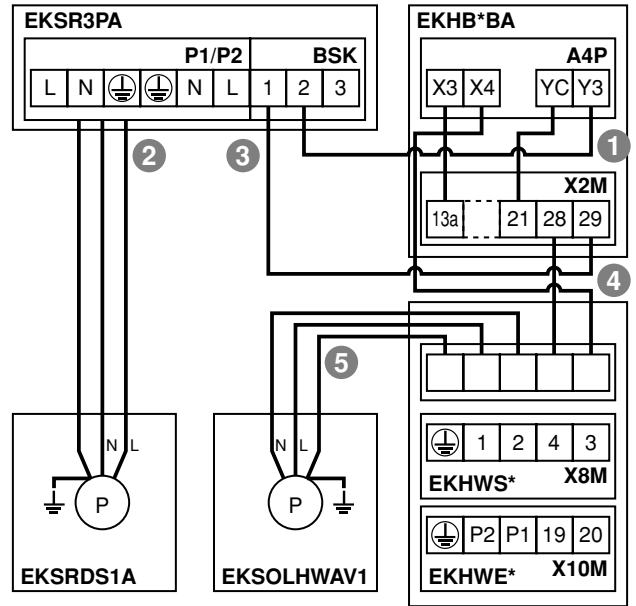 EKSR3PA
P1/P2 BSK
L N N L 1 2 3
EKHB*BA
A4P
X3 X4 YC Y3
1
X2M
13a 21 28 29
2
3
4
5
N L
P
EKSRDS1A
N L
P
EKSOLHWAV1
1 2 4 3
EKHWS* X8M
P2 P1 19 20
EKHWE* X10M